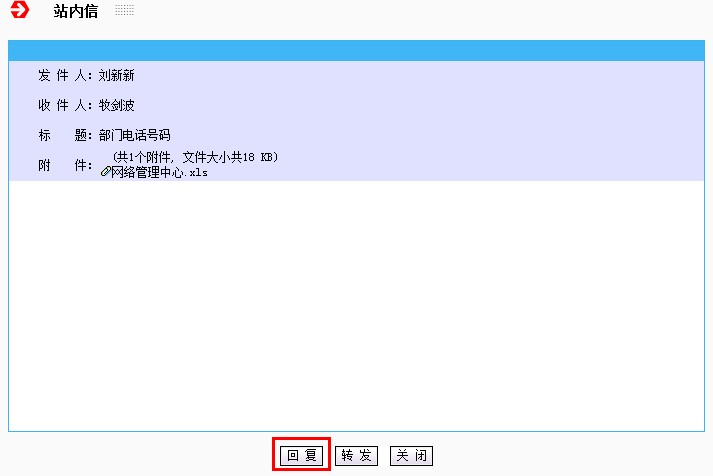 站内信
发 件 人：刘新新
收 件 人：牧剑波
标 题：部门电话号码
附 件：
(共1个附件，文件大小共18 KB)
网络管理中心.xls
回 复 转 发 关 闭